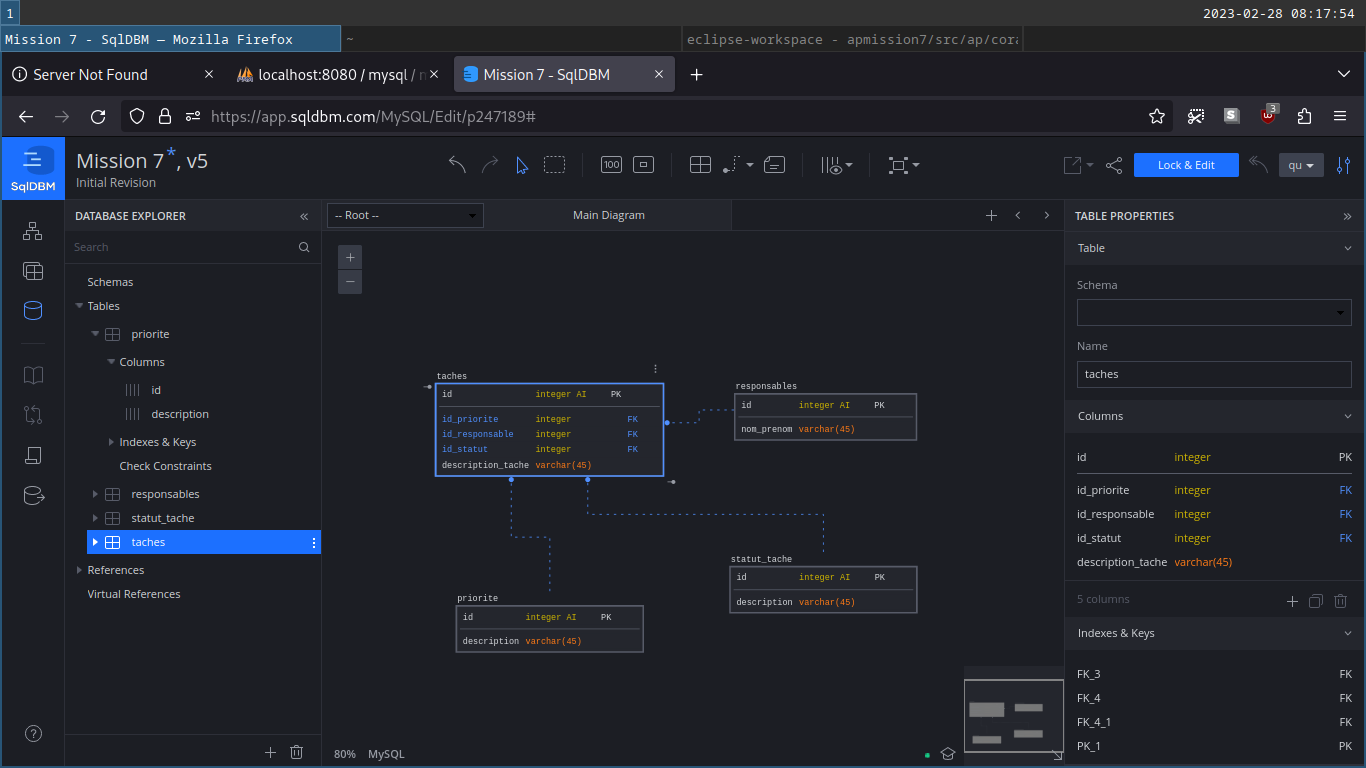 1
2023-02-28 08:17:54
Mission 7 - SqlDBM — Mozilla Firefox
~
eclipse-workspace - apmission7/src/ap/cora
Server Not Found
localhost:8080 / mysql /
Mission 7 - SqlDBM
https://app.sqldbm.com/MySQL/Edit/p247189#
S
3
SqlDBM
Mission 7*, v5
Initial Revision
100
Lock & Edit
qu
DATABASE EXPLORER
Search
Schemas
Tables
priorite
Columns
id
description
Indexes & Keys
Check Constraints
responsables
statut_tache
taches
References
Virtual References
-- Root --
Main Diagram
+
−
taches
id integer AI PK
id_priorite integer FK
id_responsable integer FK
id_statut integer FK
description_tache varchar(45)
responsables
id integer AI PK
nom_prenom varchar(45)
statut_tache
id integer AI PK
description varchar(45)
priorite
id integer AI PK
description varchar(45)
80% MySQL
TABLE PROPERTIES
Table
Schema
Name
taches
Columns
id integer PK
id_priorite integer FK
id_responsable integer FK
id_statut integer FK
description_tache varchar(45)
5 columns
Indexes & Keys
FK_3 FK
FK_4 FK
FK_4_1 FK
PK_1 PK